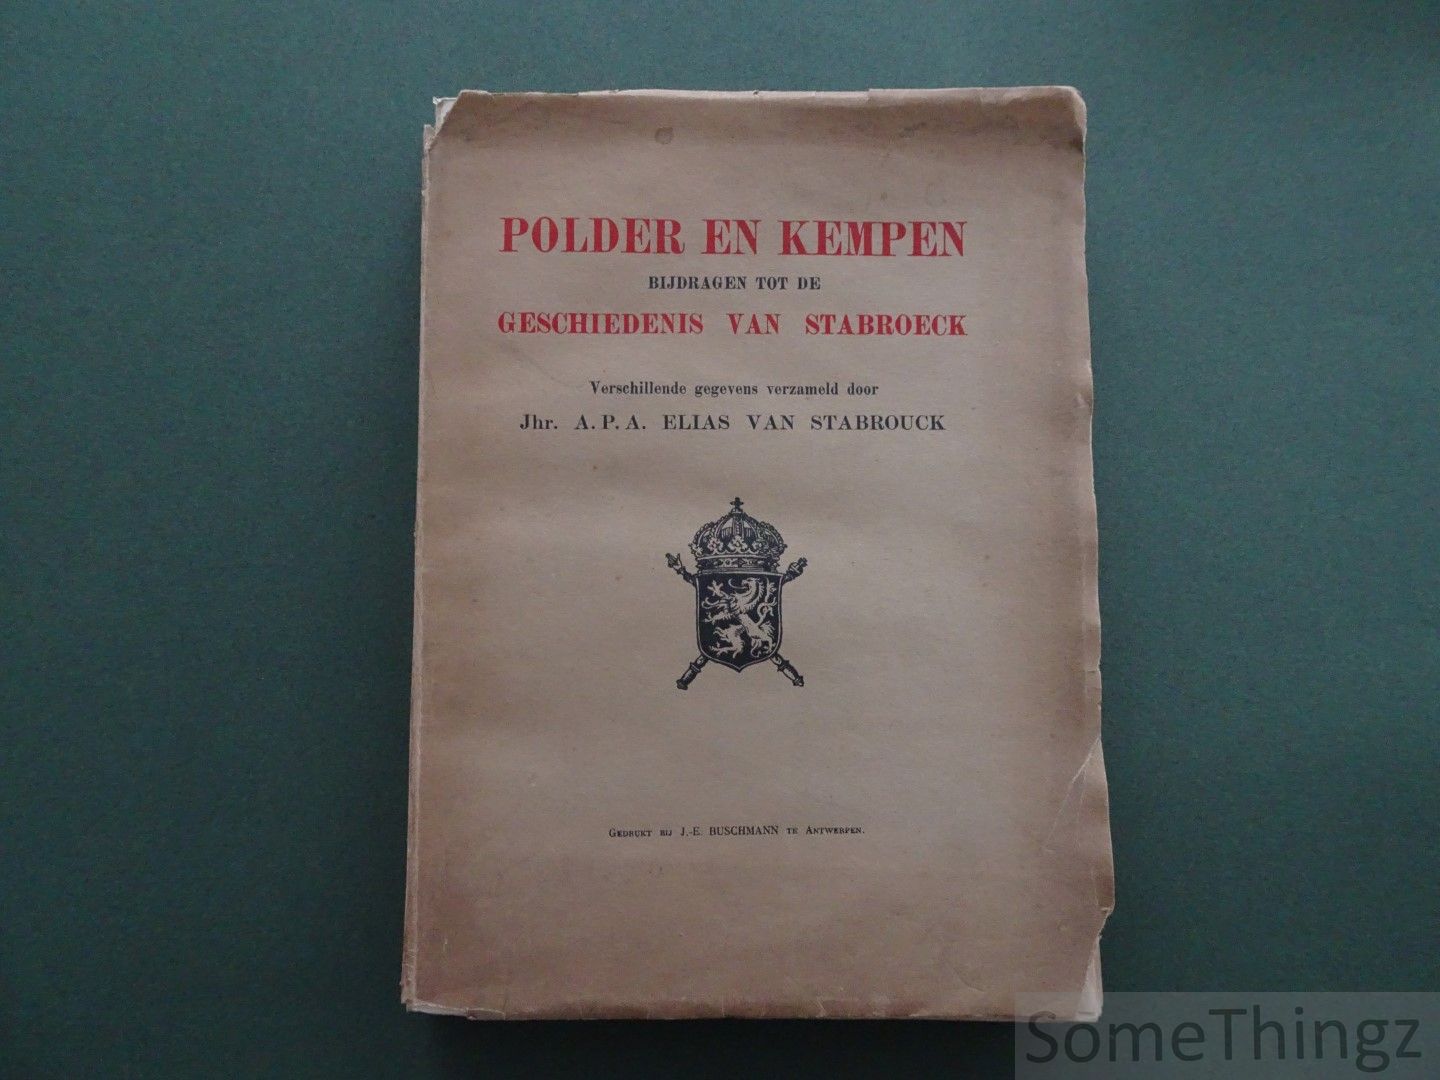 POLDER EN KEMPEN
BIJDRAGEN TOT DE
GESCHIEDENIS VAN STABROECK
Verschillende gegevens verzameld door
Jhr. A. P. A. ELIAS VAN STABROUCK
GEDRUKT BIJ J.-E. BUSCHMANN TE ANTWERPEN.
SomeThingz